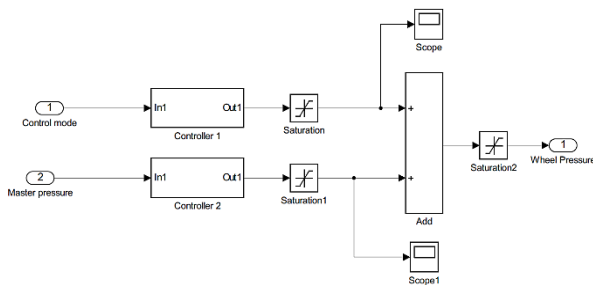 Scope
1
Control mode
In1 Out1
Controller 1
Saturation
+
1
Wheel Pressure
Saturation2
2
Master pressure
In1 Out1
Controller 2
Saturation1
+
Add
Scope1